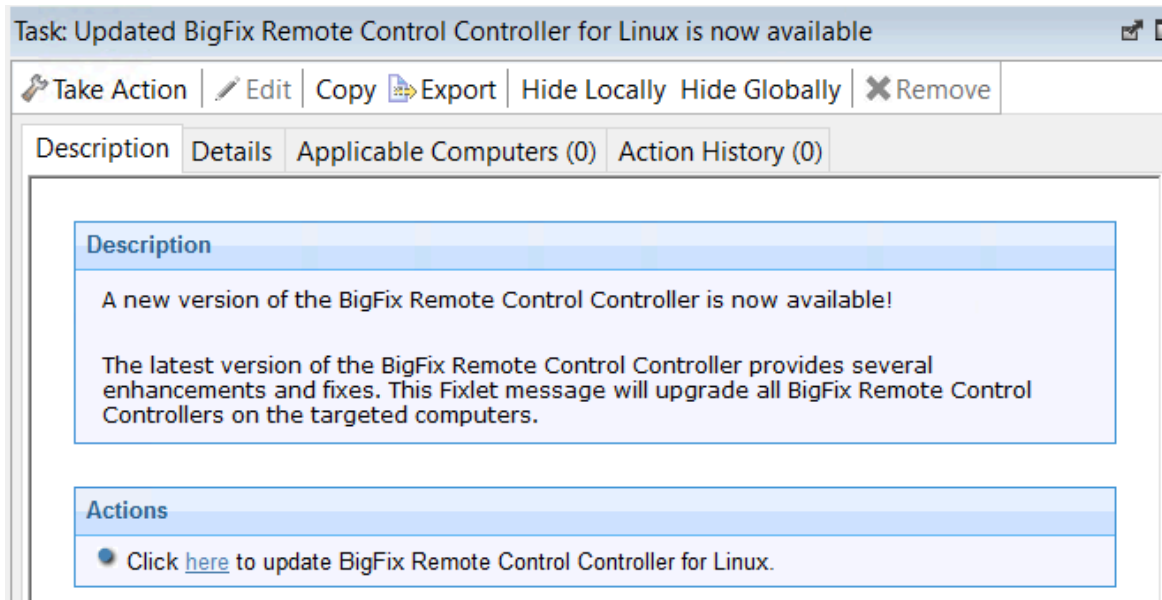 Task: Updated BigFix Remote Control Controller for Linux is now available
Take Action Edit Copy Export Hide Locally Hide Globally Remove
Description Details Applicable Computers (0) Action History (0)
Description
A new version of the BigFix Remote Control Controller is now available!
The latest version of the BigFix Remote Control Controller provides several
enhancements and fixes. This Fixlet message will upgrade all BigFix Remote Control
Controllers on the targeted computers.
Actions
Click here to update BigFix Remote Control Controller for Linux.